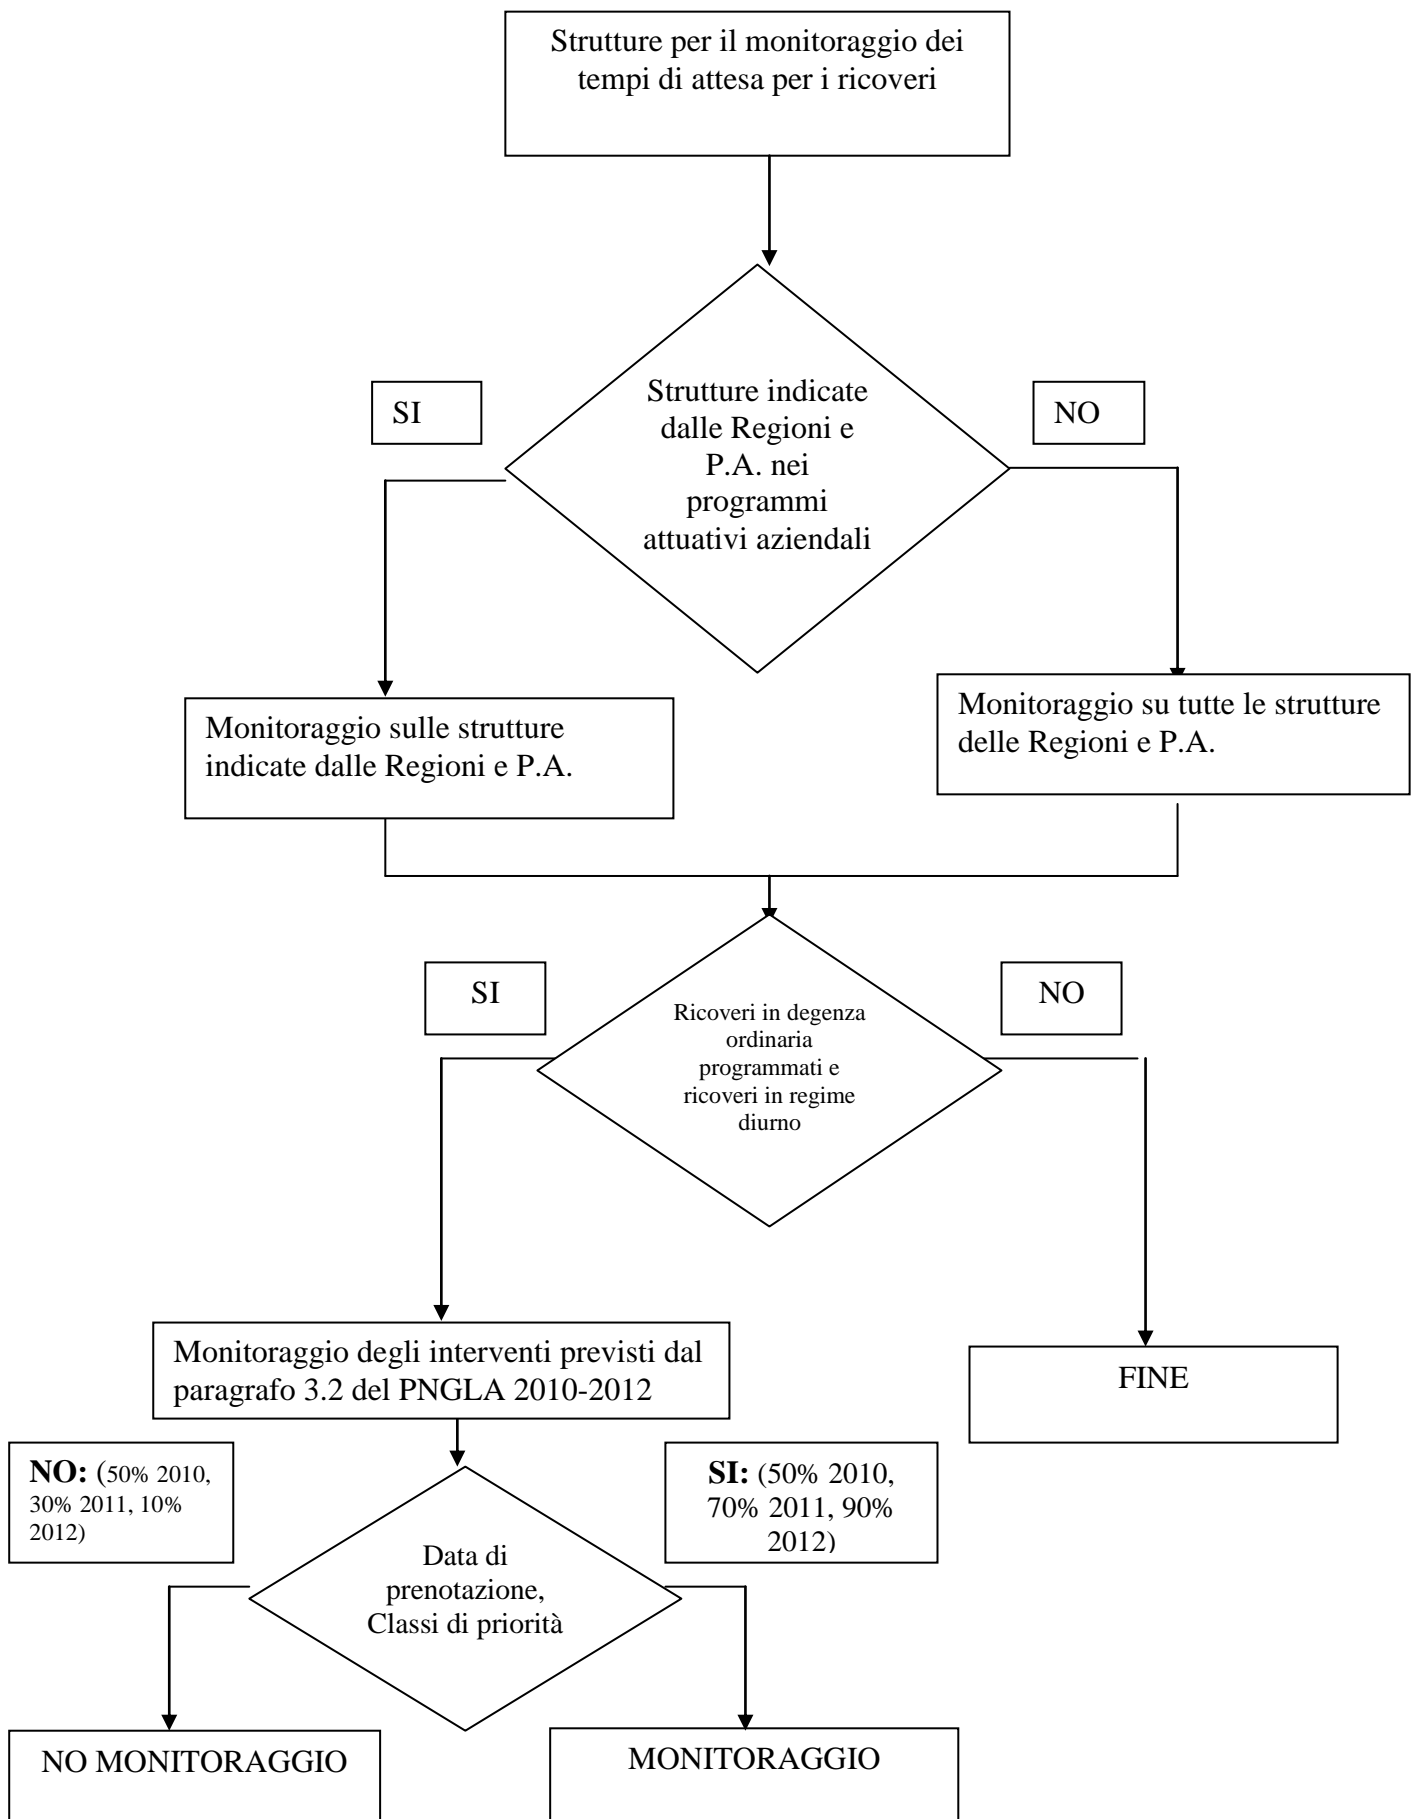 Strutture per il monitoraggio dei
tempi di attesa per i ricoveri
SI
Strutture indicate
dalle Regioni e
P.A. nei
programmi
attuativi aziendali
NO
Monitoraggio sulle strutture
indicate dalle Regioni e P.A.
Monitoraggio su tutte le strutture
delle Regioni e P.A.
SI
Ricoveri in degenza
ordinaria
programmati e
ricoveri in regime
diurno
NO
Monitoraggio degli interventi previsti dal
paragrafo 3.2 del PNGLA 2010-2012
FINE
NO: (50% 2010,
30% 2011, 10%
2012)
SI: (50% 2010,
70% 2011, 90%
2012)
Data di
prenotazione,
Classi di priorità
NO MONITORAGGIO
MONITORAGGIO